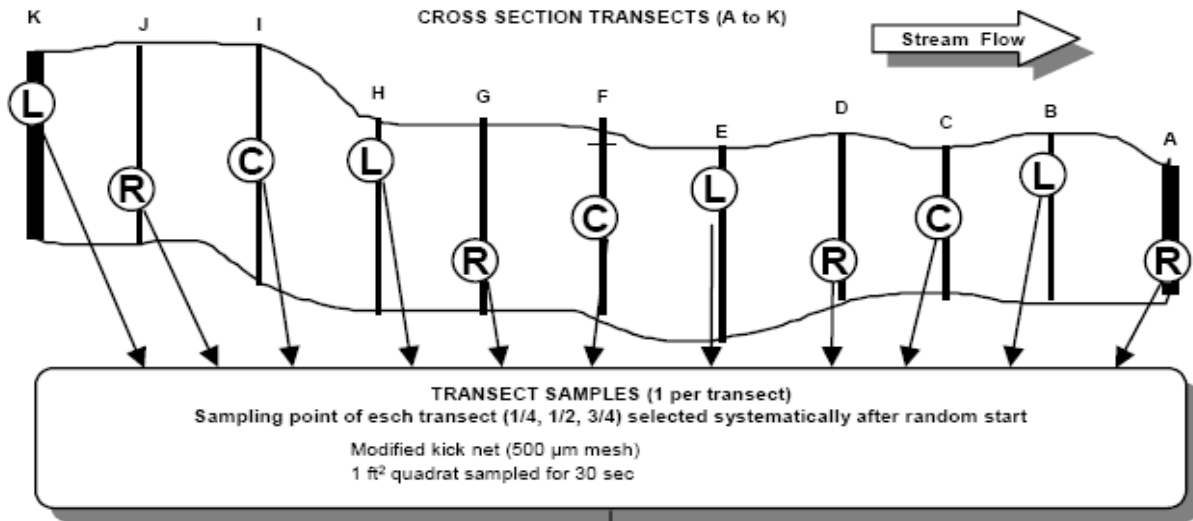 CROSS SECTION TRANSECTS (A to K)
Stream Flow
K
J
I
H
G
F
E
D
C
B
A
L
R
C
L
R
C
L
R
C
L
R
TRANSECT SAMPLES (1 per transect)
Sampling point of esch transect (1/4, 1/2, 3/4) selected systematically after random start
Modified kick net (500 µm mesh)
1 ft² quadrat sampled for 30 sec